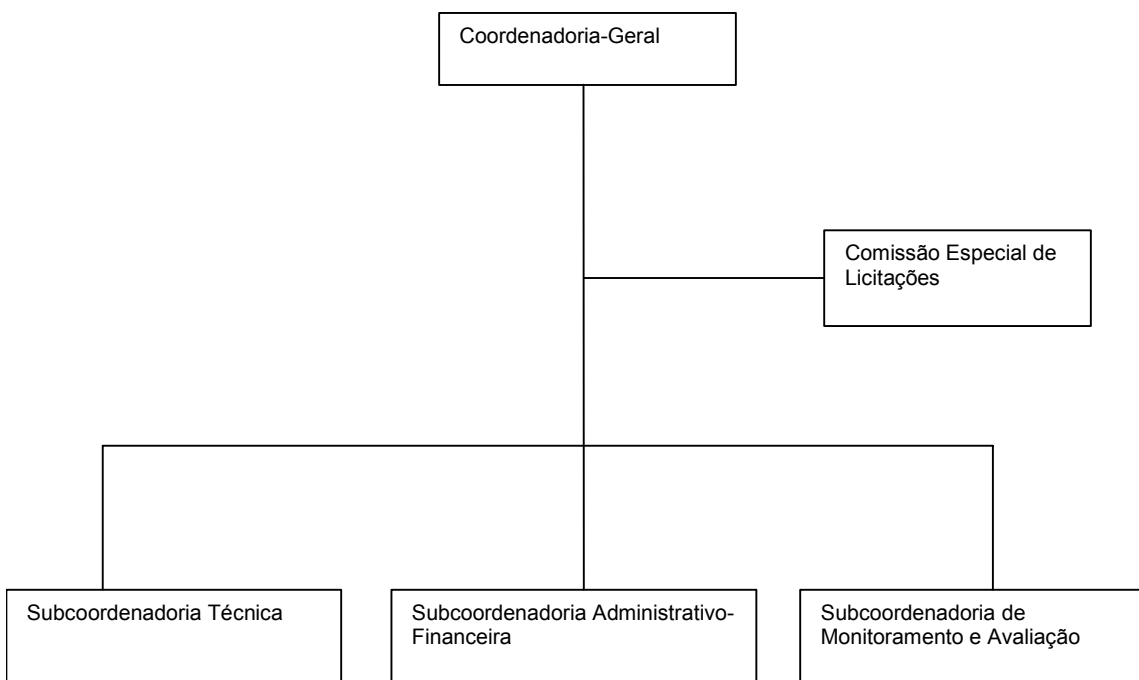 Coordenadoria-Geral
Comissão Especial de
Licitações
Subcoordenadoria Técnica
Subcoordenadoria Administrativo-
Financeira
Subcoordenadoria de
Monitoramento e Avaliação